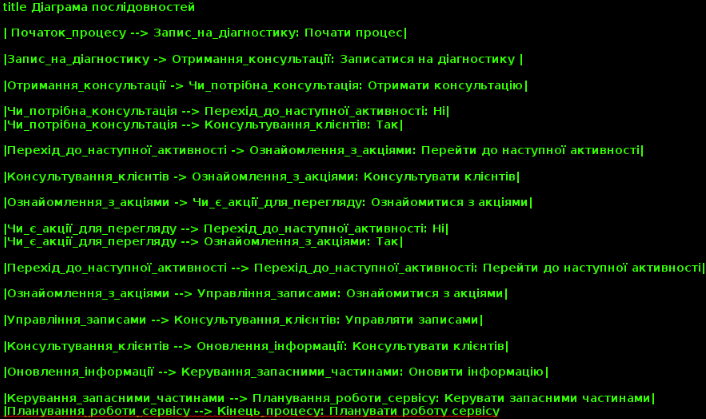 title Діаграма послідовностей
| Початок_процесу --> Запис_на_діагностику: Почати процес|
|Запис_на_діагностику -> Отримання_консультації: Записатися на діагностику |
|Отримання_консультації -> Чи_потрібна_консультація: Отримати консультацію|
|Чи_потрібна_консультація --> Перехід_до_наступної_активності: Ні|
|Чи_потрібна_консультація --> Консультування_клієнтів: Так|
|Перехід_до_наступної_активності -> Ознайомлення_з_акціями: Перейти до наступної активності|
|Консультування_клієнтів -> Ознайомлення_з_акціями: Консультувати клієнтів|
|Ознайомлення_з_акціями -> Чи_є_акції_для_перегляду: Ознайомитися з акціями|
|Чи_є_акції_для_перегляду --> Перехід_до_наступної_активності: Ні|
|Чи_є_акції_для_перегляду --> Ознайомлення_з_акціями: Так|
|Перехід_до_наступної_активності --> Перехід_до_наступної_активності: Перейти до наступної активності|
|Ознайомлення_з_акціями --> Управління_записами: Ознайомитися з акціями|
|Управління_записами --> Консультування_клієнтів: Управляти записами|
|Консультування_клієнтів --> Оновлення_інформації: Консультувати клієнтів|
|Оновлення_інформації --> Керування_запасними_частинами: Оновити інформацію|
|Керування_запасними_частинами --> Планування_роботи_сервісу: Керувати запасними частинами|
|Планування_роботи_сервісу --> Кінець_процесу: Планувати роботу сервісу